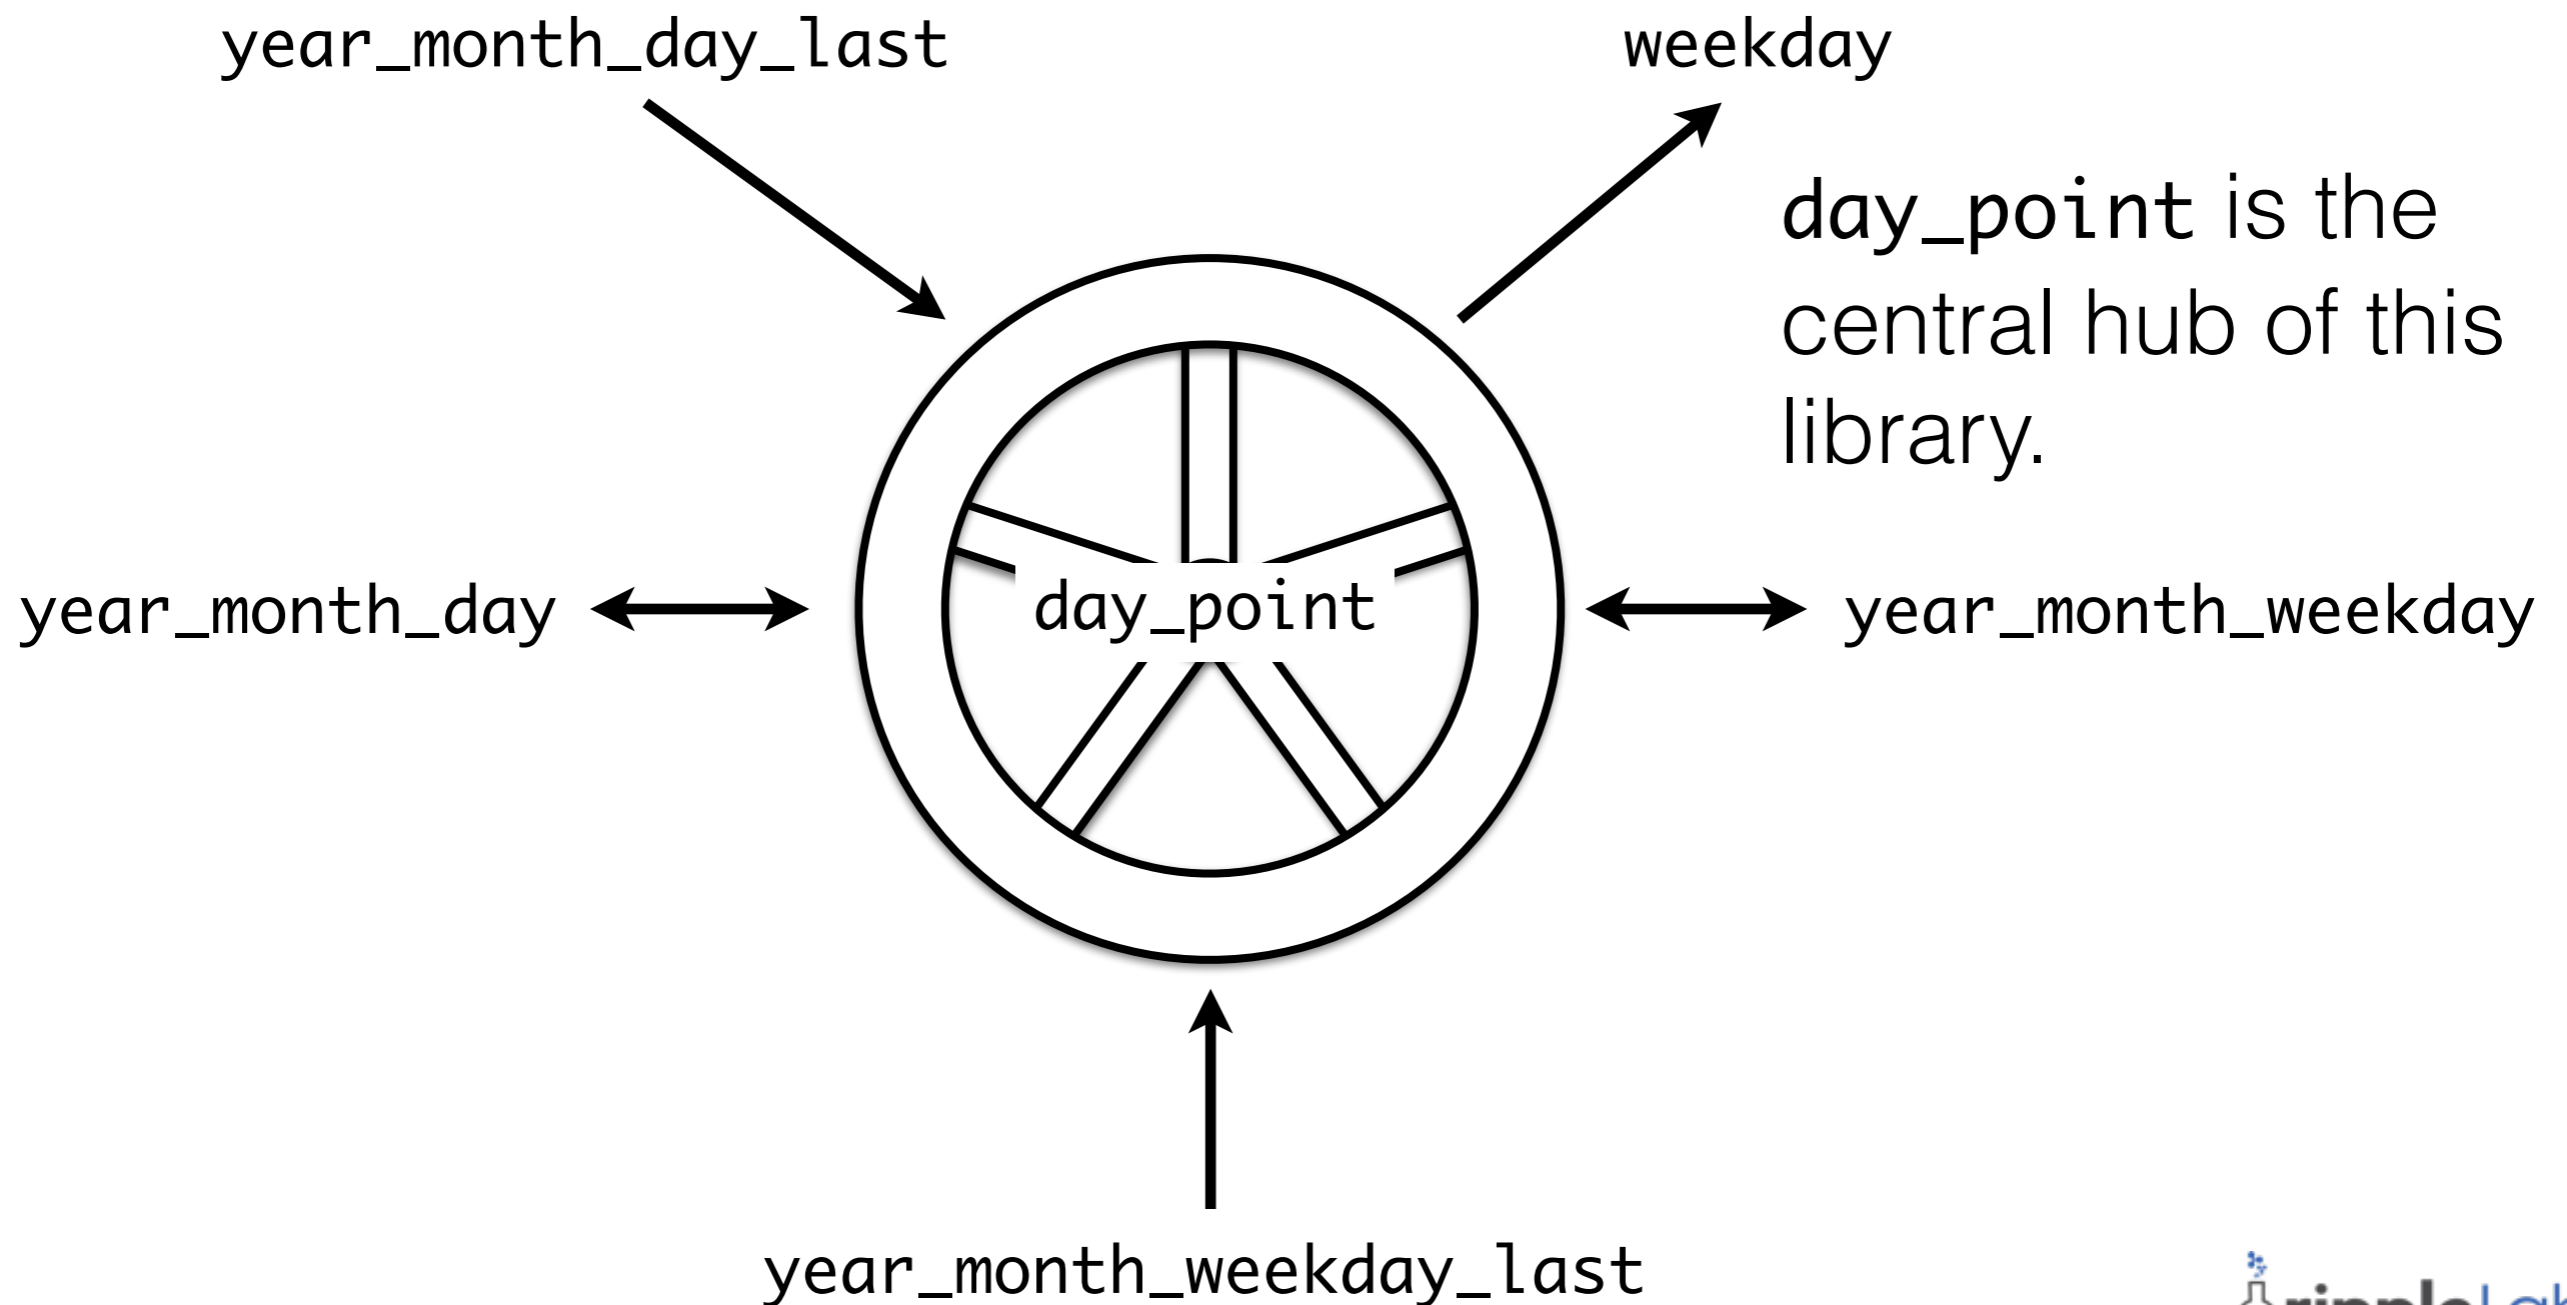 year_month_day_last
weekday
day_point is the
central hub of this
library.
year_month_day
day_point
year_month_weekday
year_month_weekday_last